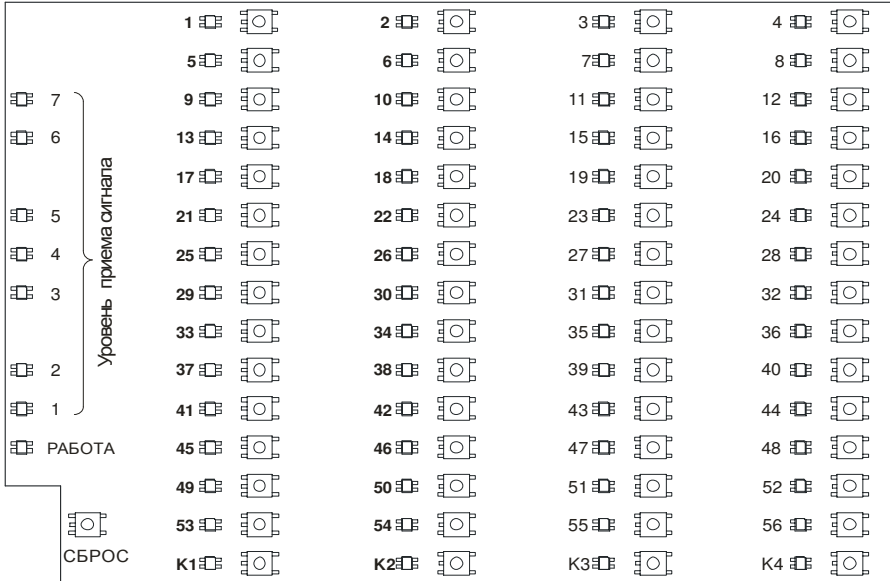 1 2 3 4
5 6 7 8
7 9 10 11 12
6 13 14 15 16
17 18 19 20
5 21 22 23 24
4 25 26 27 28
3 29 30 31 32
33 34 35 36
2 37 38 39 40
1 41 42 43 44
Уровень приема сигнала
РАБОТА 45 46 47 48
49 50 51 52
53 54 55 56
СБРОС K1 K2 K3 K4